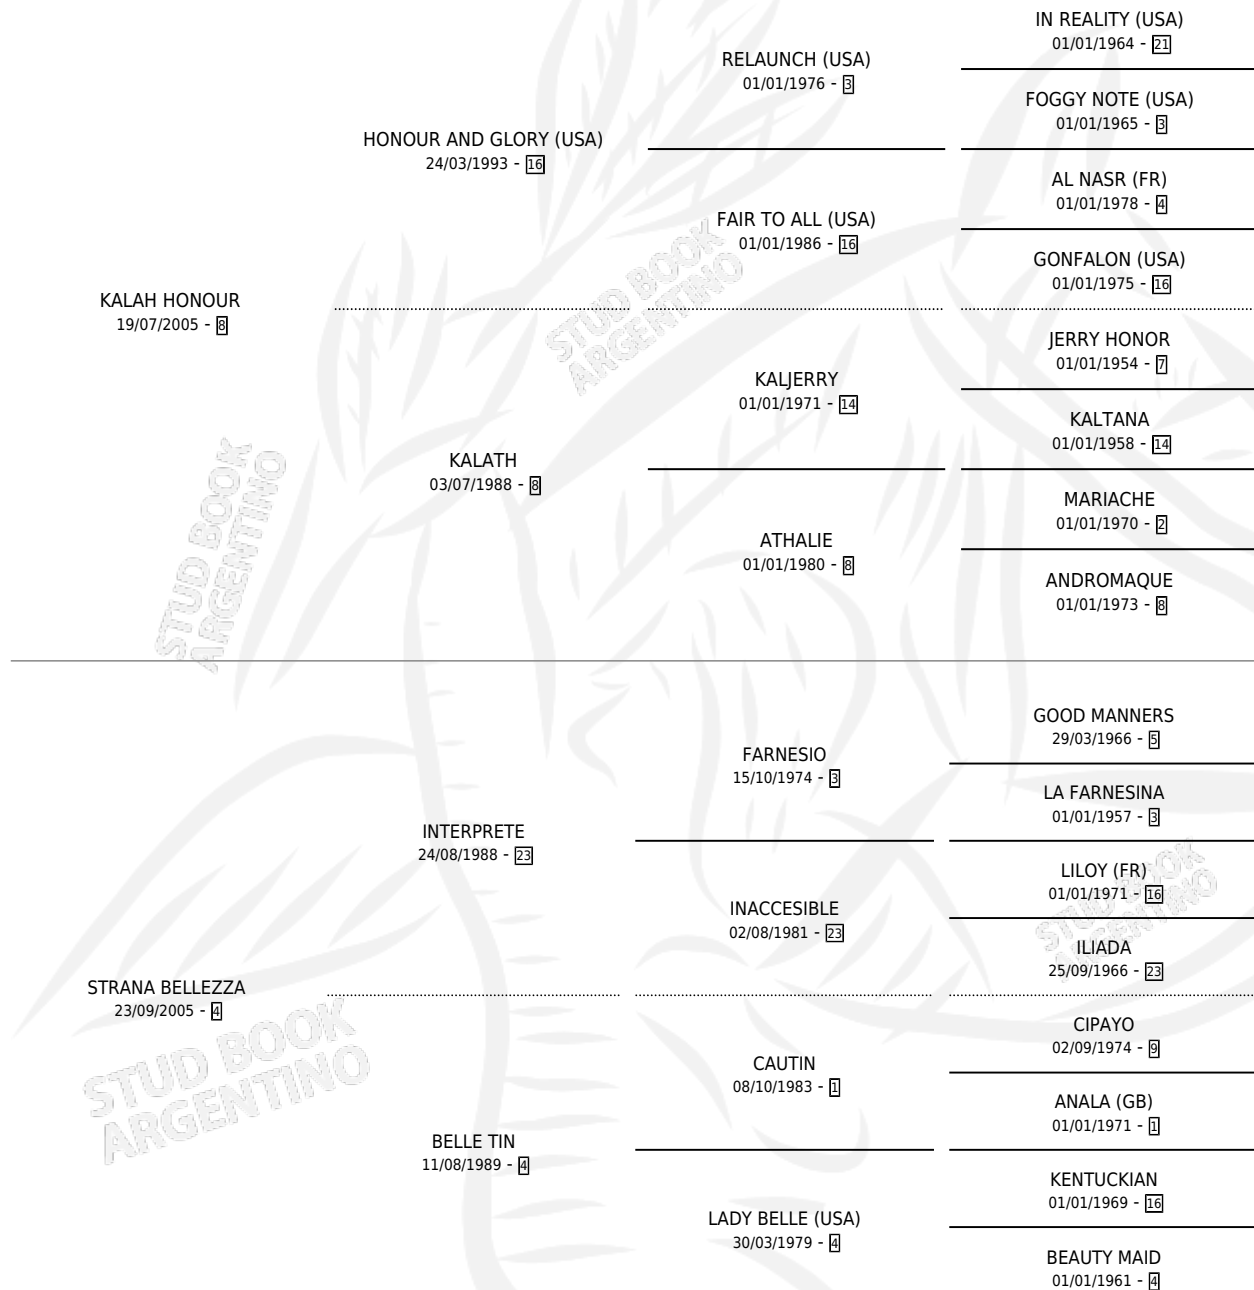 IN REALITY (USA)
01/01/1964 - 21
RELAUNCH (USA)
01/01/1976 - 3
FOGGY NOTE (USA)
01/01/1965 - 3
HONOUR AND GLORY (USA)
24/03/1993 - 16
AL NASR (FR)
01/01/1978 - 4
FAIR TO ALL (USA)
01/01/1986 - 16
GONFALON (USA)
01/01/1975 - 16
KALAH HONOUR
19/07/2005 - 8
STUD BOOK
ARGENTINO
JERRY HONOR
01/01/1954 - 7
KALJERRY
01/01/1971 - 14
KALTANA
01/01/1958 - 14
KALATH
03/07/1988 - 8
MARIACHE
01/01/1970 - 2
ATHALIE
01/01/1980 - 8
ANDROMAQUE
01/01/1973 - 8
STUD BOOK
ARGENTINO
GOOD MANNERS
29/03/1966 - 5
FARNESIO
15/10/1974 - 3
LA FARNESINA
01/01/1957 - 3
INTERPRETE
24/08/1988 - 23
LILOY (FR)
01/01/1971 - 16
INACCESIBLE
02/08/1981 - 23
ILIADA
25/09/1966 - 23
STUD BOOK
ARGENTINO
STRANA BELLEZZA
23/09/2005 - 4
CIPAYO
02/09/1974 - 9
CAUTIN
08/10/1983 - 1
ANALA (GB)
01/01/1971 - 1
STUD BOOK
ARGENTINO
BELLE TIN
11/08/1989 - 4
KENTUCKIAN
01/01/1969 - 16
LADY BELLE (USA)
30/03/1979 - 4
BEAUTY MAID
01/01/1961 - 4